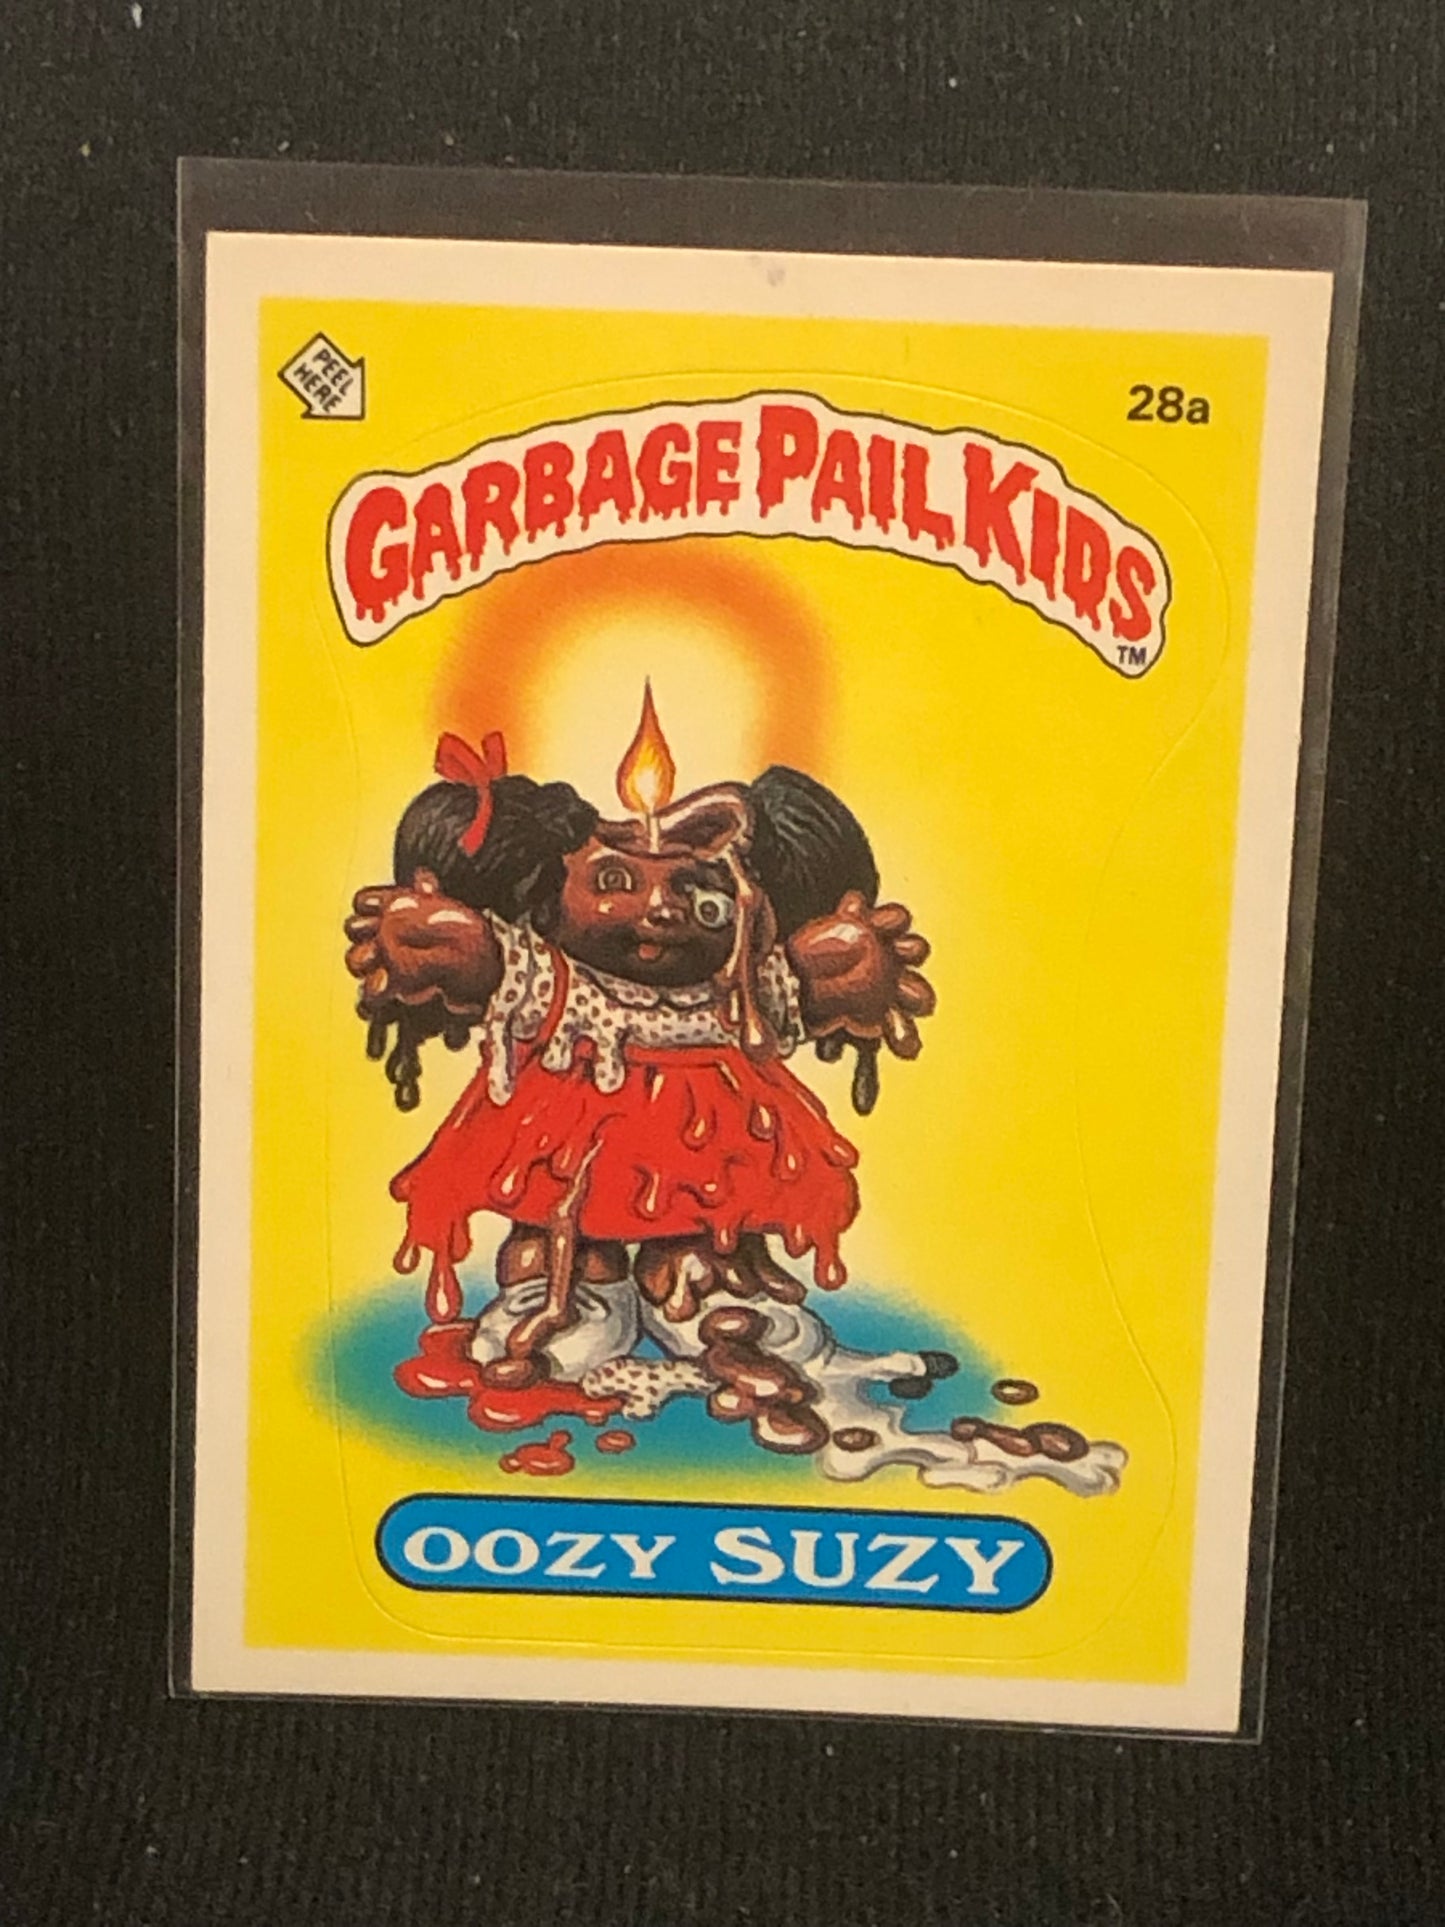 PEEL
HERE
28a
GARBAGE PAIL KIDS
TM
OOZY SUZY